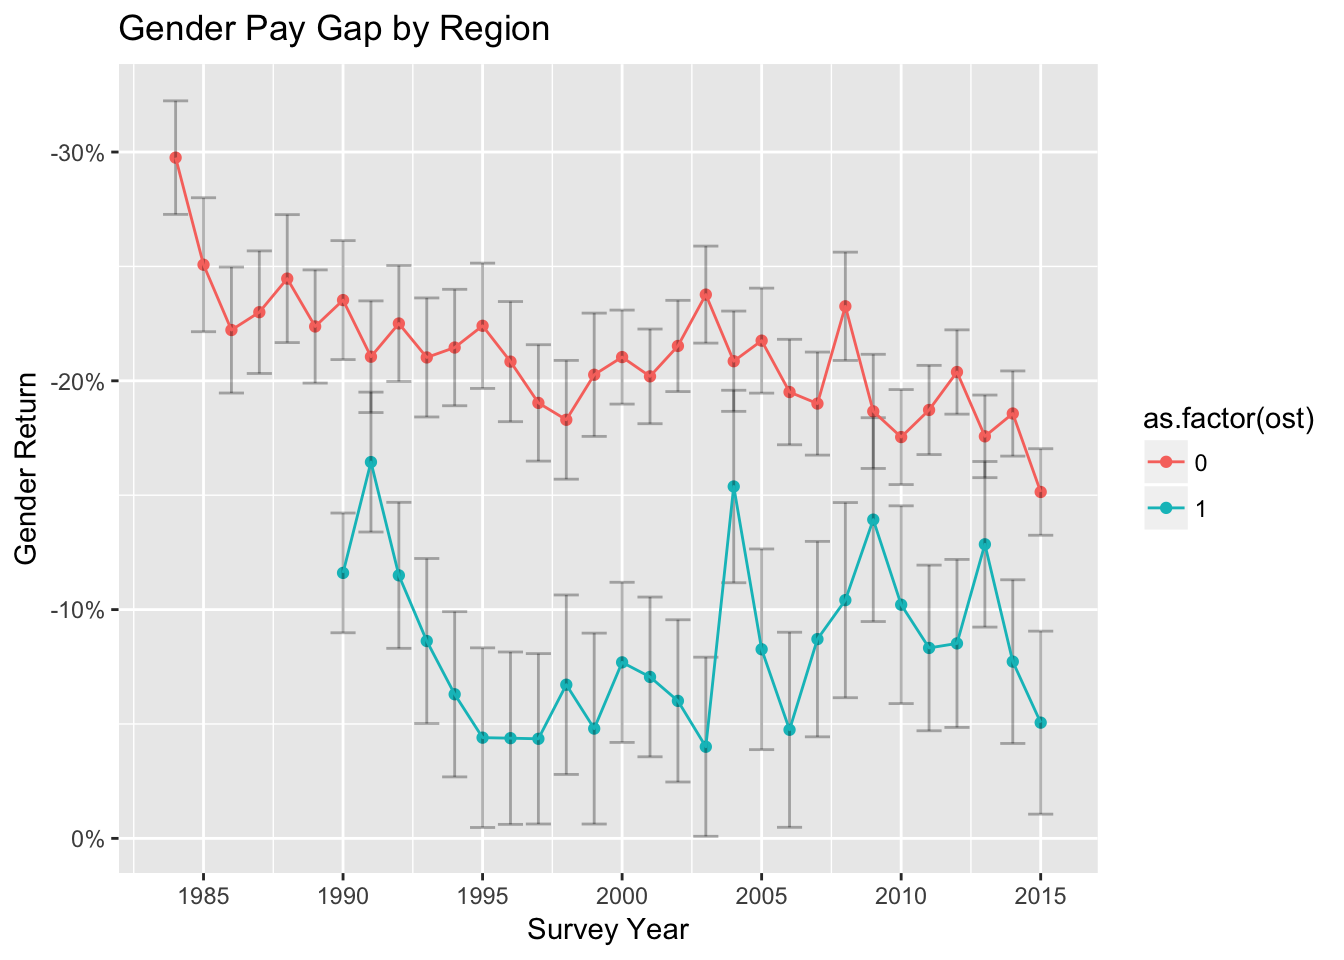 Gender Pay Gap by Region
-30%
-20%
-10%
0%
Gender Return
1985 1990 1995 2000 2005 2010 2015
Survey Year
as.factor(ost)
0
1